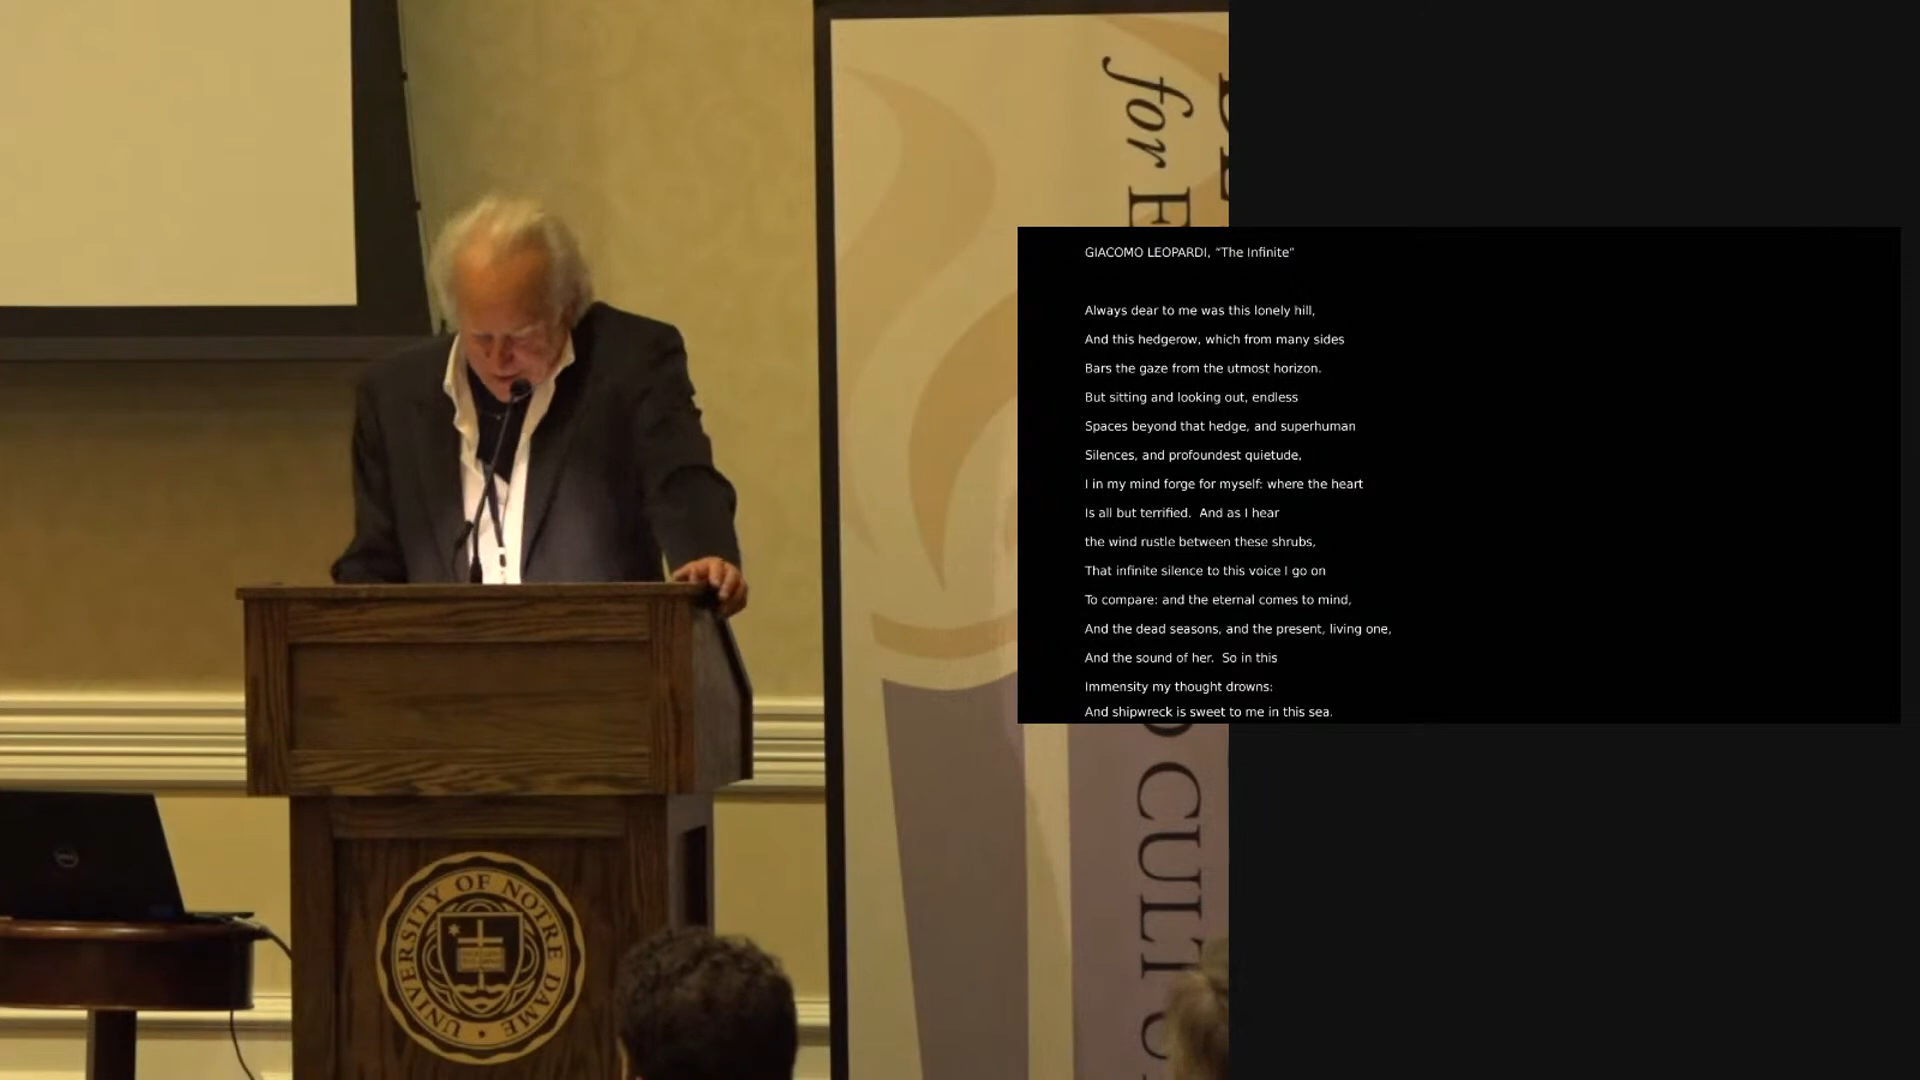 for E
CULT
UNIVERSITY OF NOTRE DAME
GIACOMO LEOPARDI, “The Infinite”
Always dear to me was this lonely hill,
And this hedgerow, which from many sides
Bars the gaze from the utmost horizon.
But sitting and looking out, endless
Spaces beyond that hedge, and superhuman
Silences, and profoundest quietude,
I in my mind forge for myself: where the heart
Is all but terrified.  And as I hear
the wind rustle between these shrubs,
That infinite silence to this voice I go on
To compare: and the eternal comes to mind,
And the dead seasons, and the present, living one,
And the sound of her.  So in this
Immensity my thought drowns:
And shipwreck is sweet to me in this sea.